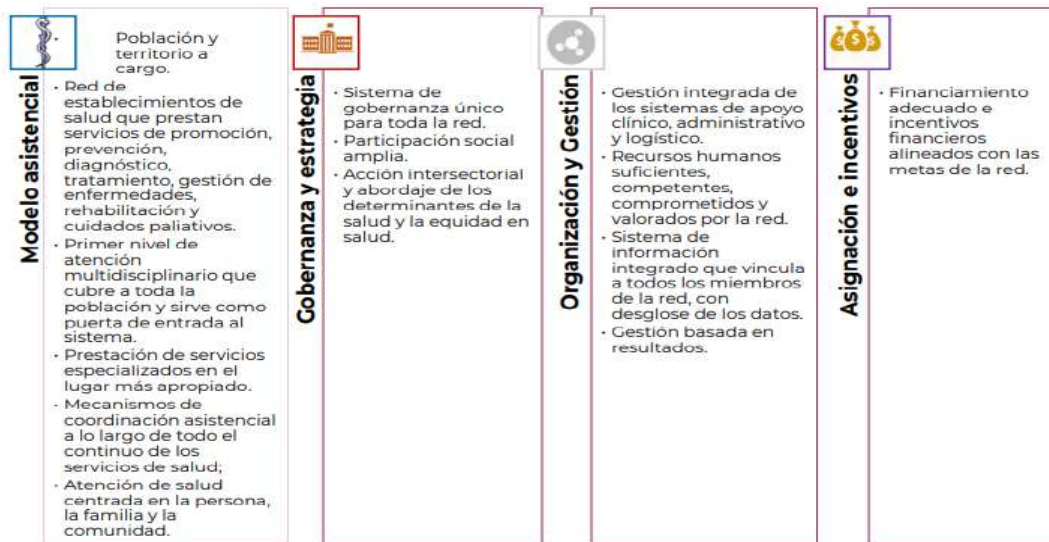 Modelo asistencial
· Población y
territorio a
cargo.
· Red de
establecimientos de
salud que prestan
servicios de promoción,
prevención,
diagnóstico,
tratamiento, gestión de
enfermedades,
rehabilitación y
cuidados paliativos.
· Primer nivel de
atención
multidisciplinario que
cubre a toda la
población y sirve como
puerta de entrada al
sistema.
· Prestación de servicios
especializados en el
lugar más apropiado.
· Mecanismos de
coordinación asistencial
a lo largo de todo el
continuo de los
servicios de salud;
· Atención de salud
centrada en la persona,
la familia y la
comunidad.
Gobernanza y estrategia
· Sistema de
gobernanza único
para toda la red.
· Participación social
amplia.
· Acción intersectorial
y abordaje de los
determinantes de la
salud y la equidad en
salud.
Organización y Gestión
· Gestión integrada de
los sistemas de apoyo
clínico, administrativo
y logístico.
· Recursos humanos
suficientes,
competentes,
comprometidos y
valorados por la red.
· Sistema de
información
integrado que vincula
a todos los miembros
de la red, con
desglose de los datos.
· Gestión basada en
resultados.
Asignación e incentivos
$ $ $
· Financiamiento
adecuado e
incentivos
financieros
alineados con las
metas de la red.